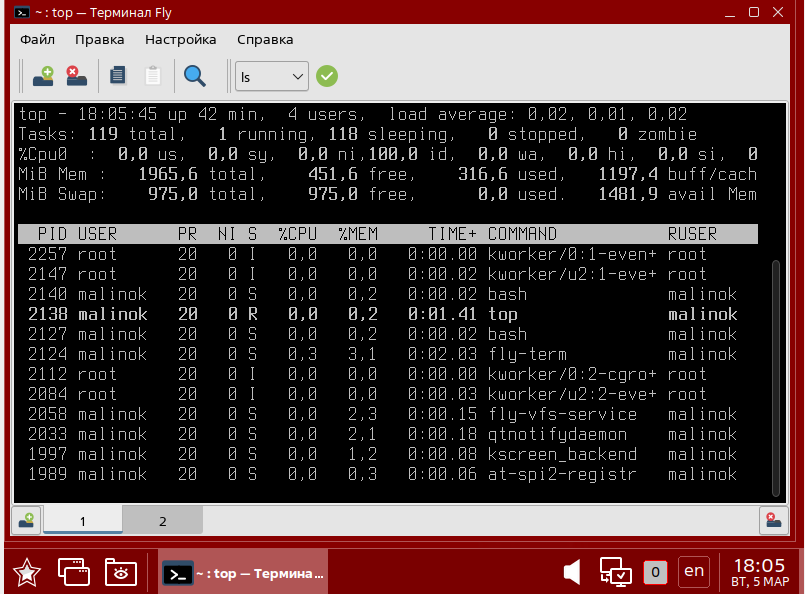 ~ : top — Терминал Fly
Файл Правка Настройка Справка
ls
top - 18:05:45 up 42 min, 4 users, load average: 0,02, 0,01, 0,02
Tasks: 119 total, 1 running, 118 sleeping, 0 stopped, 0 zombie
%Cpu0 : 0,0 us, 0,0 sy, 0,0 ni,100,0 id, 0,0 wa, 0,0 hi, 0,0 si, 0
MiB Mem : 1965,6 total, 451,6 free, 316,6 used, 1197,4 buff/cach
MiB Swap: 975,0 total, 975,0 free, 0,0 used. 1481,9 avail Mem
PID USER PR NI S %CPU %MEM TIME+ COMMAND RUSER
2257 root 20 0 I 0,0 0,0 0:00.00 kworker/0:1-even+ root
2147 root 20 0 I 0,0 0,0 0:00.02 kworker/u2:1-eve+ root
2140 malinok 20 0 S 0,0 0,2 0:00.02 bash malinok
2138 malinok 20 0 R 0,0 0,2 0:01.41 top malinok
2127 malinok 20 0 S 0,0 0,2 0:00.02 bash malinok
2124 malinok 20 0 S 0,3 3,1 0:02.03 fly-term malinok
2112 root 20 0 I 0,0 0,0 0:00.00 kworker/0:2-cgro+ root
2084 root 20 0 I 0,0 0,0 0:00.03 kworker/u2:2-eve+ root
2058 malinok 20 0 S 0,0 2,3 0:00.15 fly-vfs-service malinok
2033 malinok 20 0 S 0,0 2,1 0:00.18 qtnotifydaemon malinok
1997 malinok 20 0 S 0,0 1,2 0:00.08 kscreen_backend malinok
1989 malinok 20 0 S 0,0 0,3 0:00.06 at-spi2-registr malinok
1 2
~ : top — Термина...
0 en 18:05
ВТ, 5 МАР